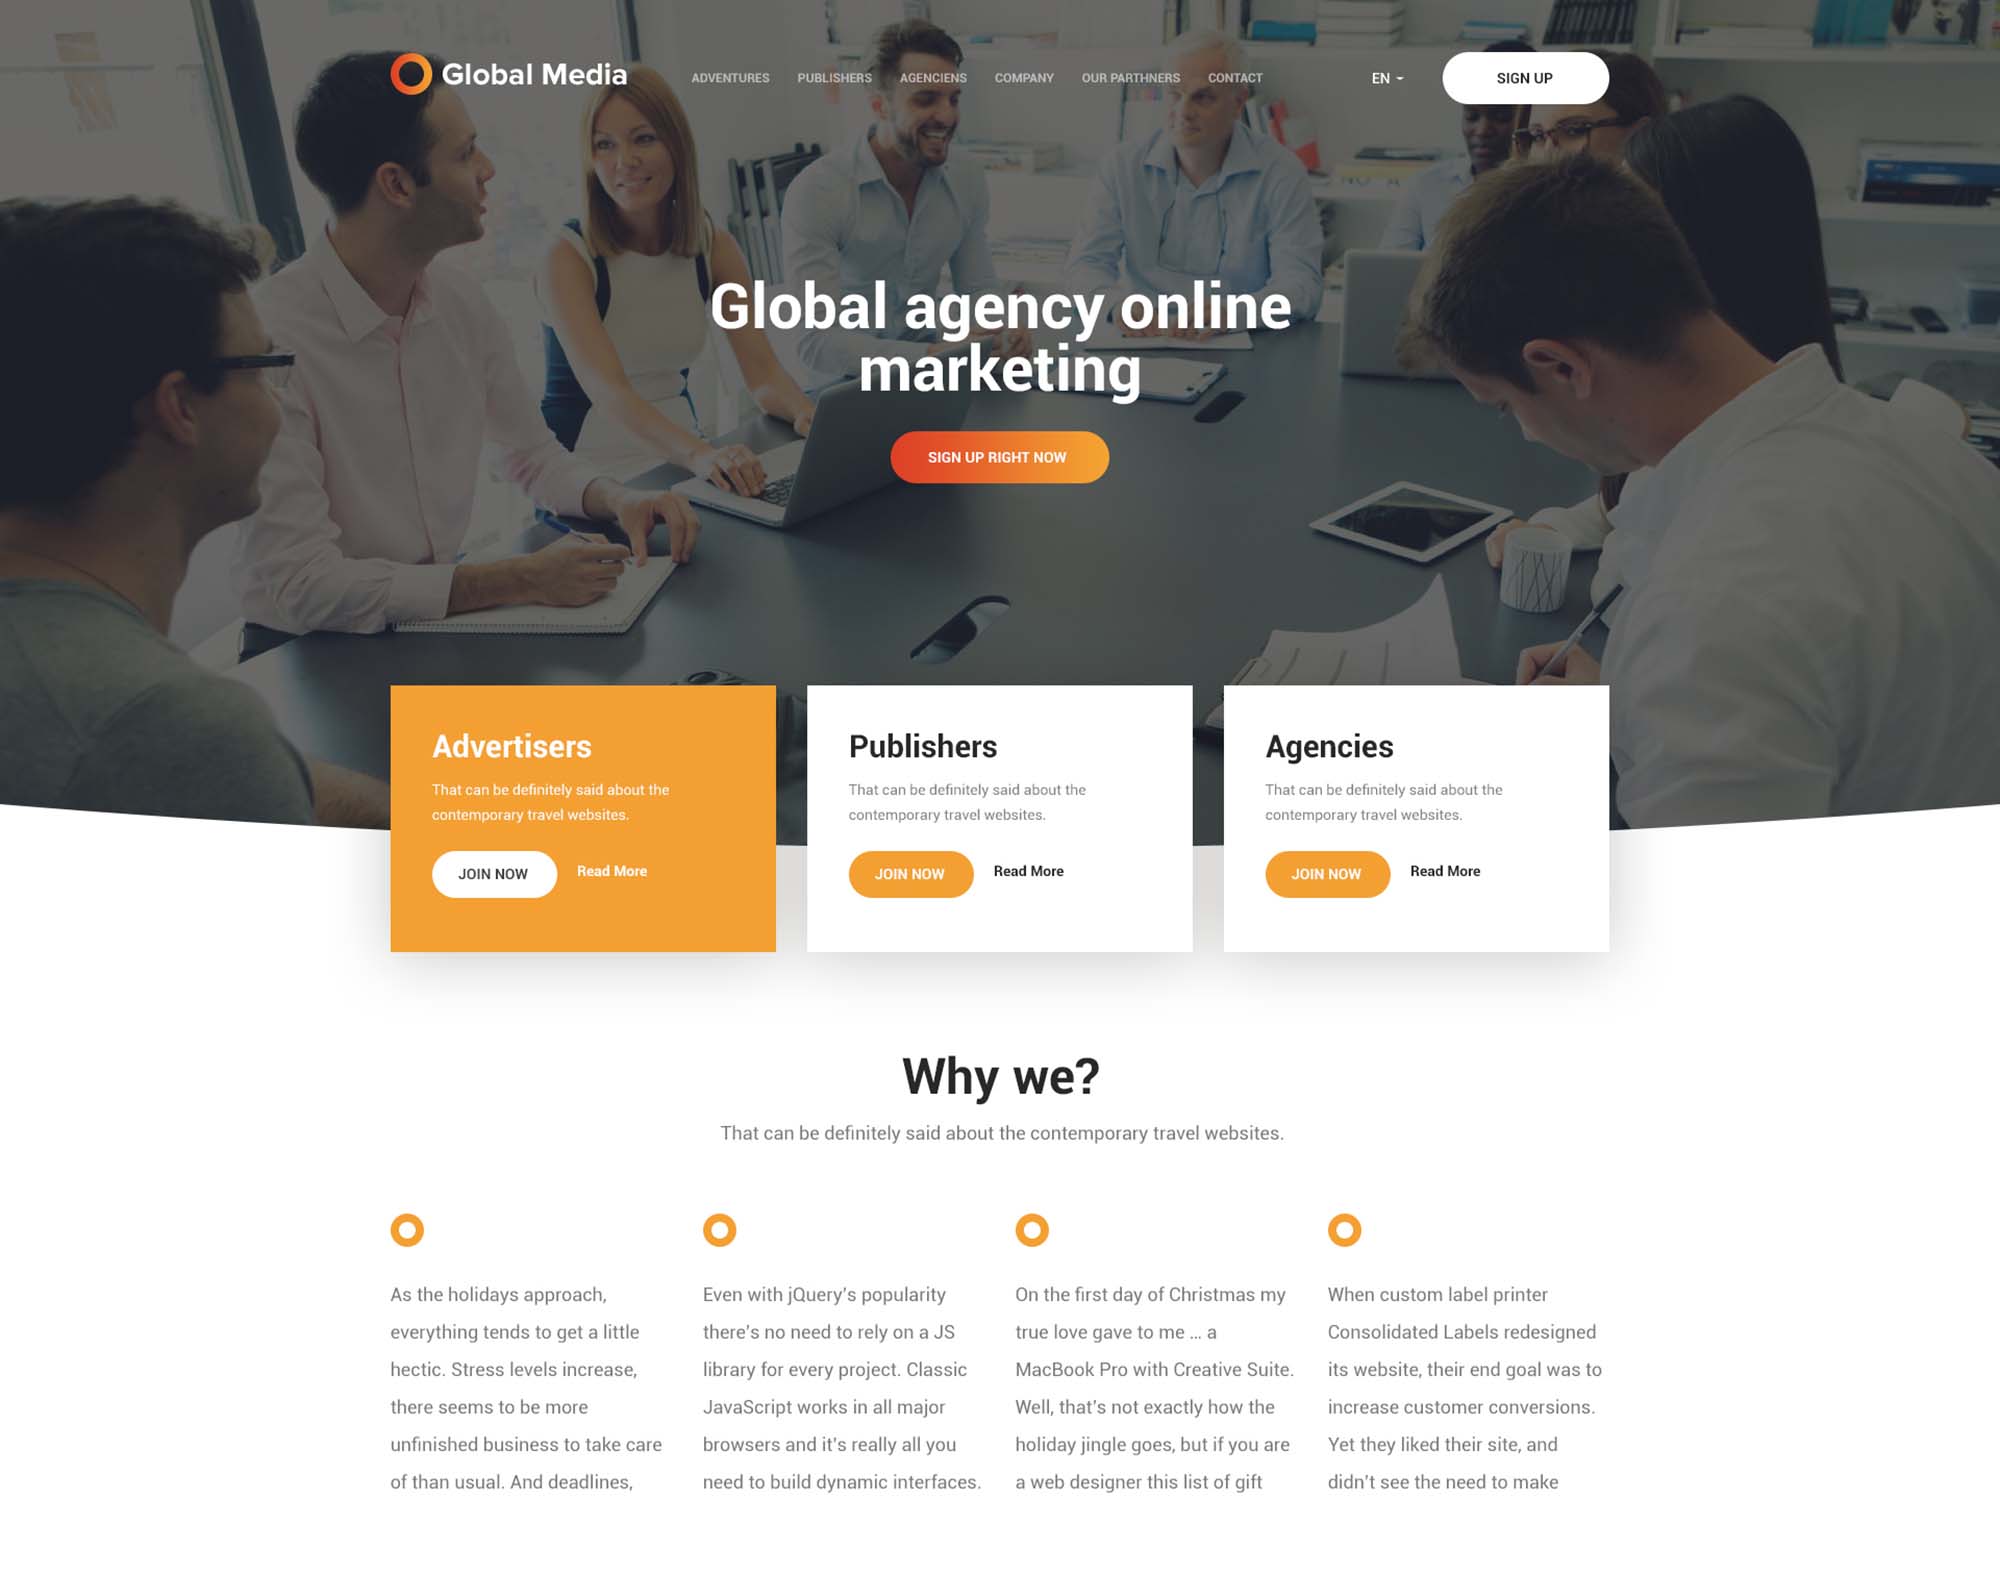 Global Media
ADVENTURES
PUBLISHERS
AGENCIENS
COMPANY
OUR PARTHNERS
CONTACT
EN
SIGN UP
Global agency online
marketing
SIGN UP RIGHT NOW
Advertisers
That can be definitely said about the
contemporary travel websites.
JOIN NOW
Read More
Publishers
That can be definitely said about the
contemporary travel websites.
JOIN NOW
Read More
Agencies
That can be definitely said about the
contemporary travel websites.
JOIN NOW
Read More
Why we?
That can be definitely said about the contemporary travel websites.
As the holidays approach,
everything tends to get a little
hectic. Stress levels increase,
there seems to be more
unfinished business to take care
of than usual. And deadlines,
Even with jQuery's popularity
there's no need to rely on a JS
library for every project. Classic
JavaScript works in all major
browsers and it's really all you
need to build dynamic interfaces.
On the first day of Christmas my
true love gave to me … a
MacBook Pro with Creative Suite.
Well, that's not exactly how the
holiday jingle goes, but if you are
a web designer this list of gift
When custom label printer
Consolidated Labels redesigned
its website, their end goal was to
increase customer conversions.
Yet they liked their site, and
didn't see the need to make